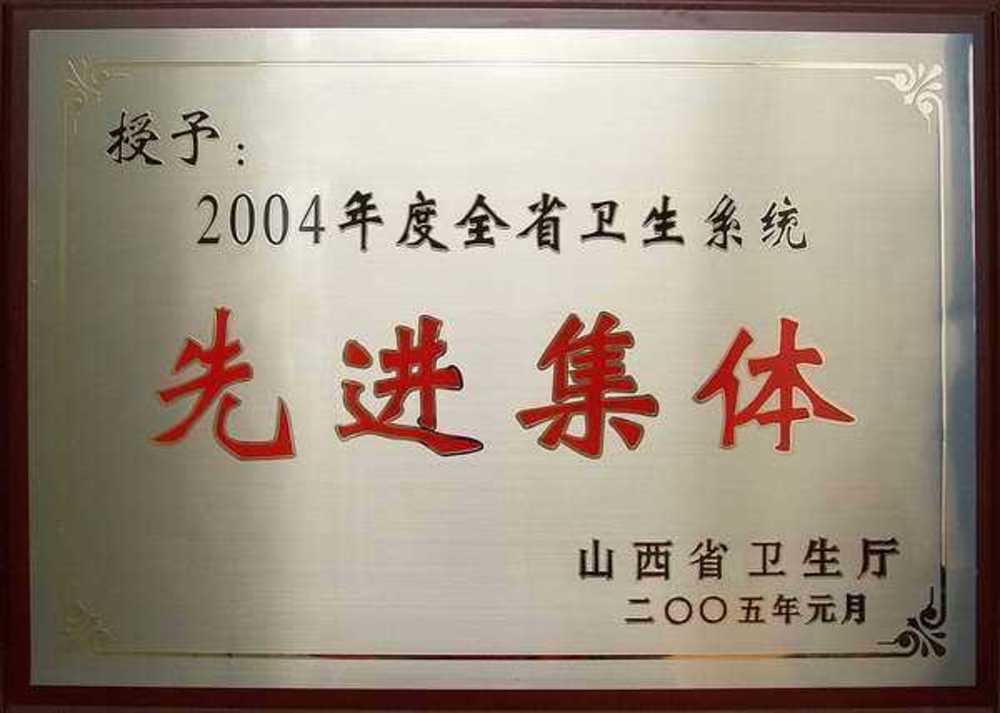 授予：
2004年度全省卫生系统
先进集体
山西省卫生厅
二〇〇五年元月